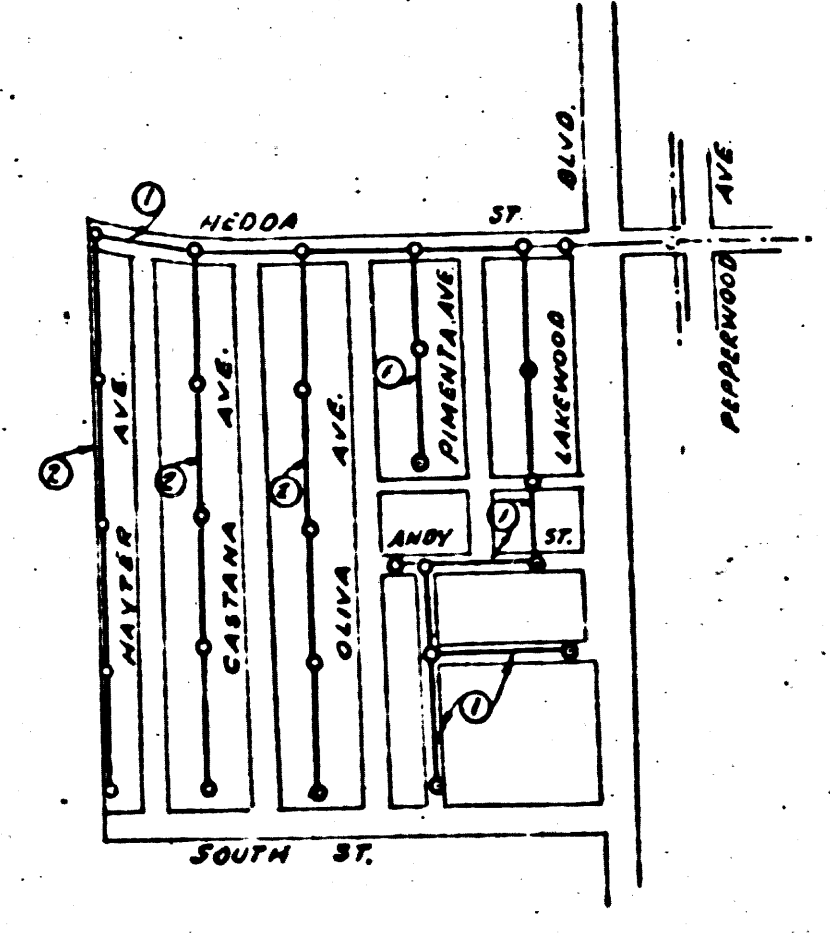 BLVD.
AVE
PEPPERWOOD
1
HEDDA ST.
PIMENTA AVE.
LAKEWOOD
1
AVE.
AVE.
AVE.
2
2
2
HAYTER
CASTANA
OLIVA
1
ANDY ST.
1
SOUTH ST.